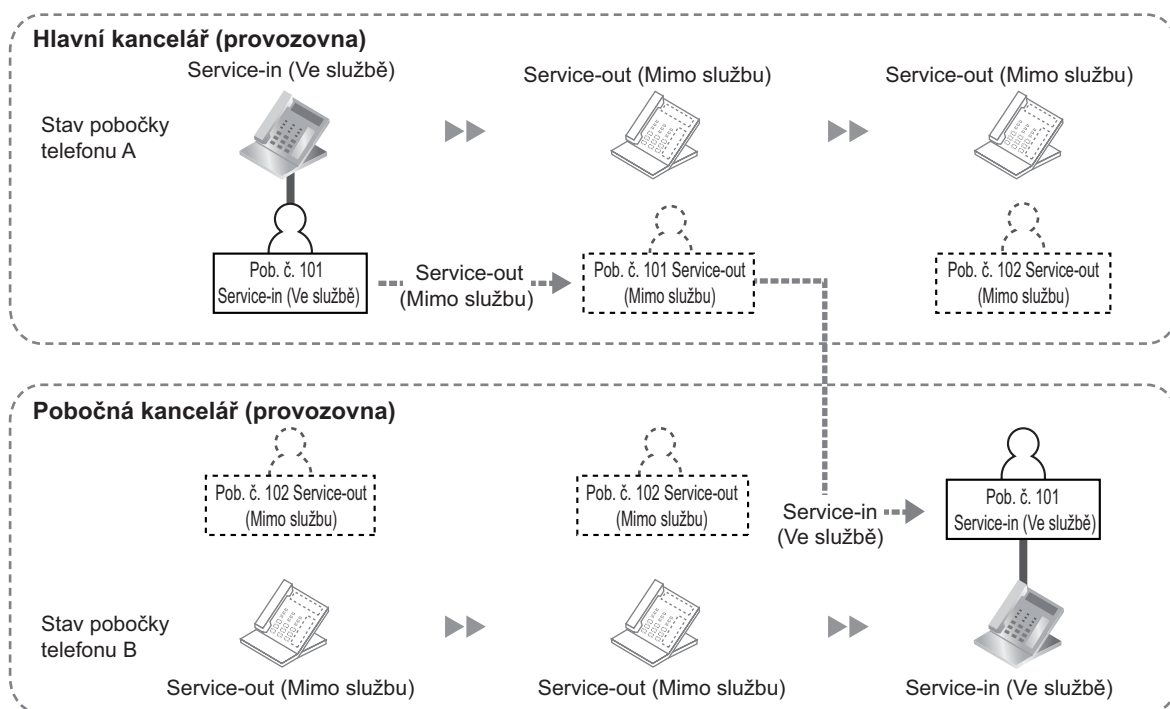 Hlavní kancelář (provozovna)
Service-in (Ve službě)
Service-out (Mimo službu)
Service-out (Mimo službu)
Stav pobočky
telefonu A
Pob. č. 101
Service-in (Ve službě)
Service-out
(Mimo službu)
Pob. č. 101 Service-out
(Mimo službu)
Pob. č. 102 Service-out
(Mimo službu)
Pobočná kancelář (provozovna)
Pob. č. 102 Service-out
(Mimo službu)
Pob. č. 102 Service-out
(Mimo službu)
Service-in
(Ve službě)
Pob. č. 101
Service-in (Ve službě)
Stav pobočky
telefonu B
Service-out (Mimo službu)
Service-out (Mimo službu)
Service-in (Ve službě)